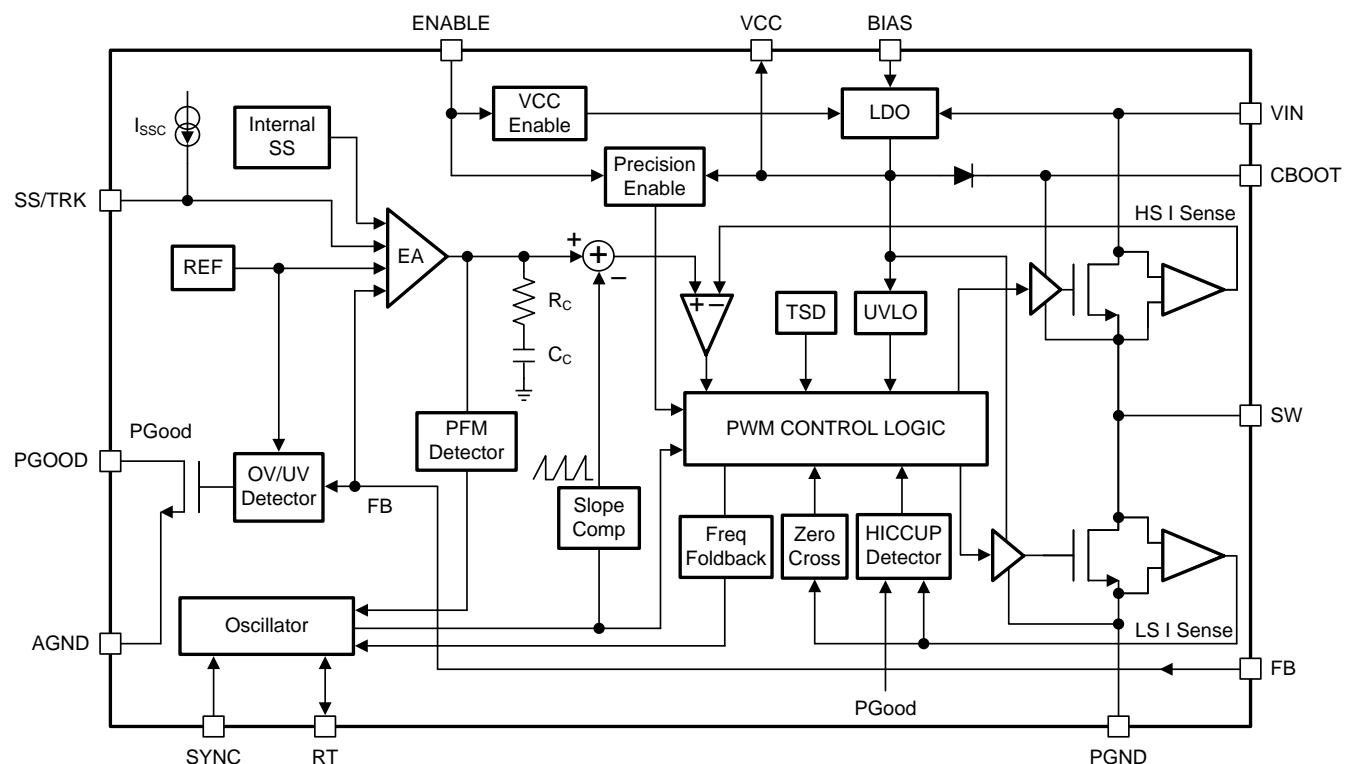 ENABLE
VCC
BIAS
ISSC
Internal
SS
VCC
Enable
LDO
VIN
Precision
Enable
CBOOT
SS/TRK
HS I Sense
REF
EA
+
+
−
+ −
RC
CC
TSD
UVLO
PWM CONTROL LOGIC
SW
PGood
PGOOD
OV/UV
Detector
FB
PFM
Detector
Slope
Comp
Freq
Foldback
Zero
Cross
HICCUP
Detector
Oscillator
AGND
LS I Sense
FB
PGood
SYNC
RT
PGND